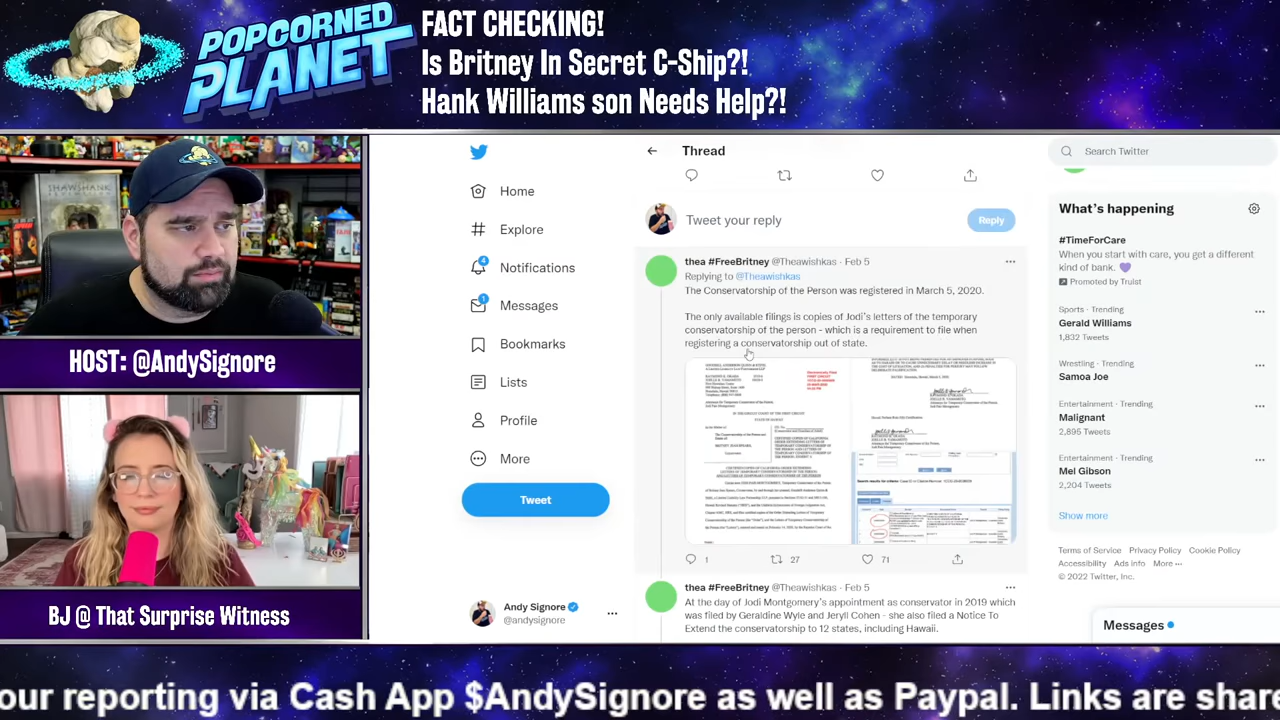 POPCORNED
PLANET
FACT CHECKING!
Is Britney In Secret C-Ship?!
Hank Williams son Needs Help?!
SHAWSHANK
HOST: @AndySignore
B.J @ That Surprise Witness
Home
Explore
4
Notifications
1
Messages
Bookmarks
Lists
Profile
More
Tweet
Andy Signore
@andysignore
Thread
Tweet your reply
Reply
thea #FreeBritney @Theawishkas · Feb 5
Replying to @Theawishkas
The Conservatorship of the Person was registered in March 5, 2020.
The only available filings is copies of Jodi's letters of the temporary
conservatorship of the person - which is a requirement to file when
registering a conservatorship out of state.
1
27
71
thea #FreeBritney @Theawishkas · Feb 5
At the day of Jodi Montgomery's appointment as conservator in 2019 which
was filed by Geraldine Wyle and Jeryll Cohen - she also filed a Notice To
Extend the conservatorship to 12 states, including Hawaii.
Search Twitter
What's happening
#TimeForCare
When you start with care, you get a different
kind of bank. 💜
Promoted by Truist
Sports · Trending
Gerald Williams
1,832 Tweets
Wrestling · Trending
Samoa Joe
Entertainment · Trending
Malignant
2,895 Tweets
Entertainment · Trending
Mel Gibson
2,204 Tweets
Show more
Terms of Service Privacy Policy Cookie Policy
Accessibility Ads info More ···
© 2022 Twitter, Inc.
Messages
our reporting via Cash App $AndySignore as well as Paypal. Links are share